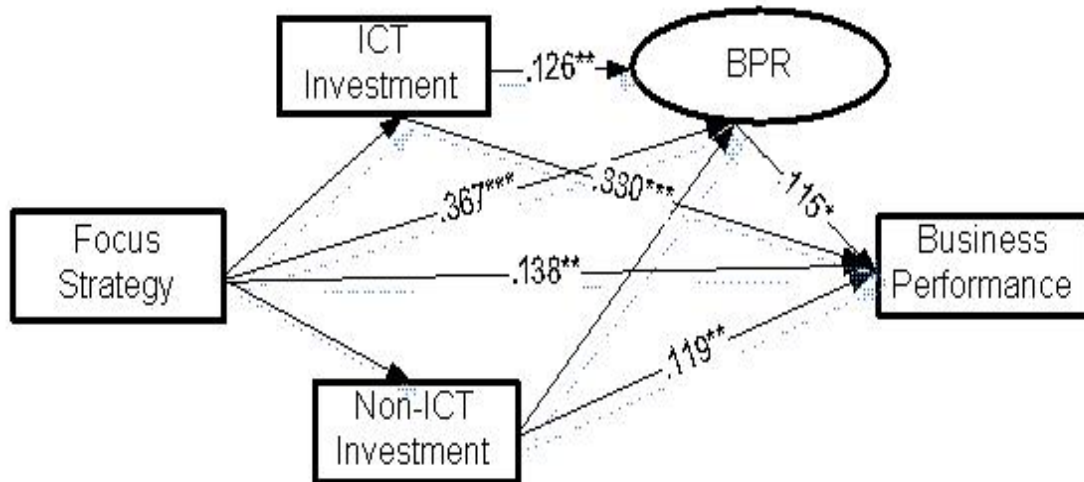 ICT
Investment
BPR
.126**
.367***
.330***
.115*
Focus
Strategy
.138**
Business
Performance
.119**
Non-ICT
Investment